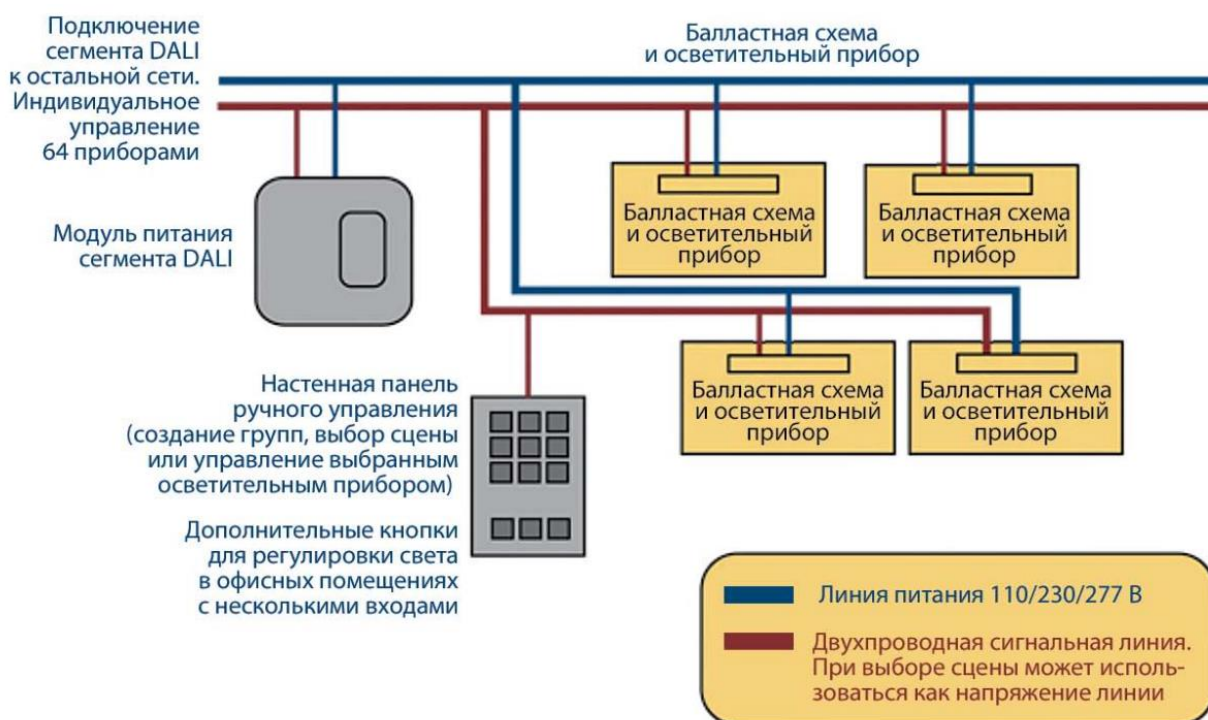 Подключение
сегмента DALI
к остальной сети.
Индивидуальное
управление
64 приборами
Балластная схема
и осветительный прибор
Модуль питания
сегмента DALI
Балластная схема
и осветительный
прибор
Балластная схема
и осветительный
прибор
Балластная схема
и осветительный
прибор
Балластная схема
и осветительный
прибор
Настенная панель
ручного управления
(создание групп, выбор сцены
или управление выбранным
осветительным прибором)
Дополнительные кнопки
для регулировки света
в офисных помещениях
с несколькими входами
Линия питания 110/230/277 В
Двухпроводная сигнальная линия.
При выборе сцены может исполь-
зоваться как напряжение линии